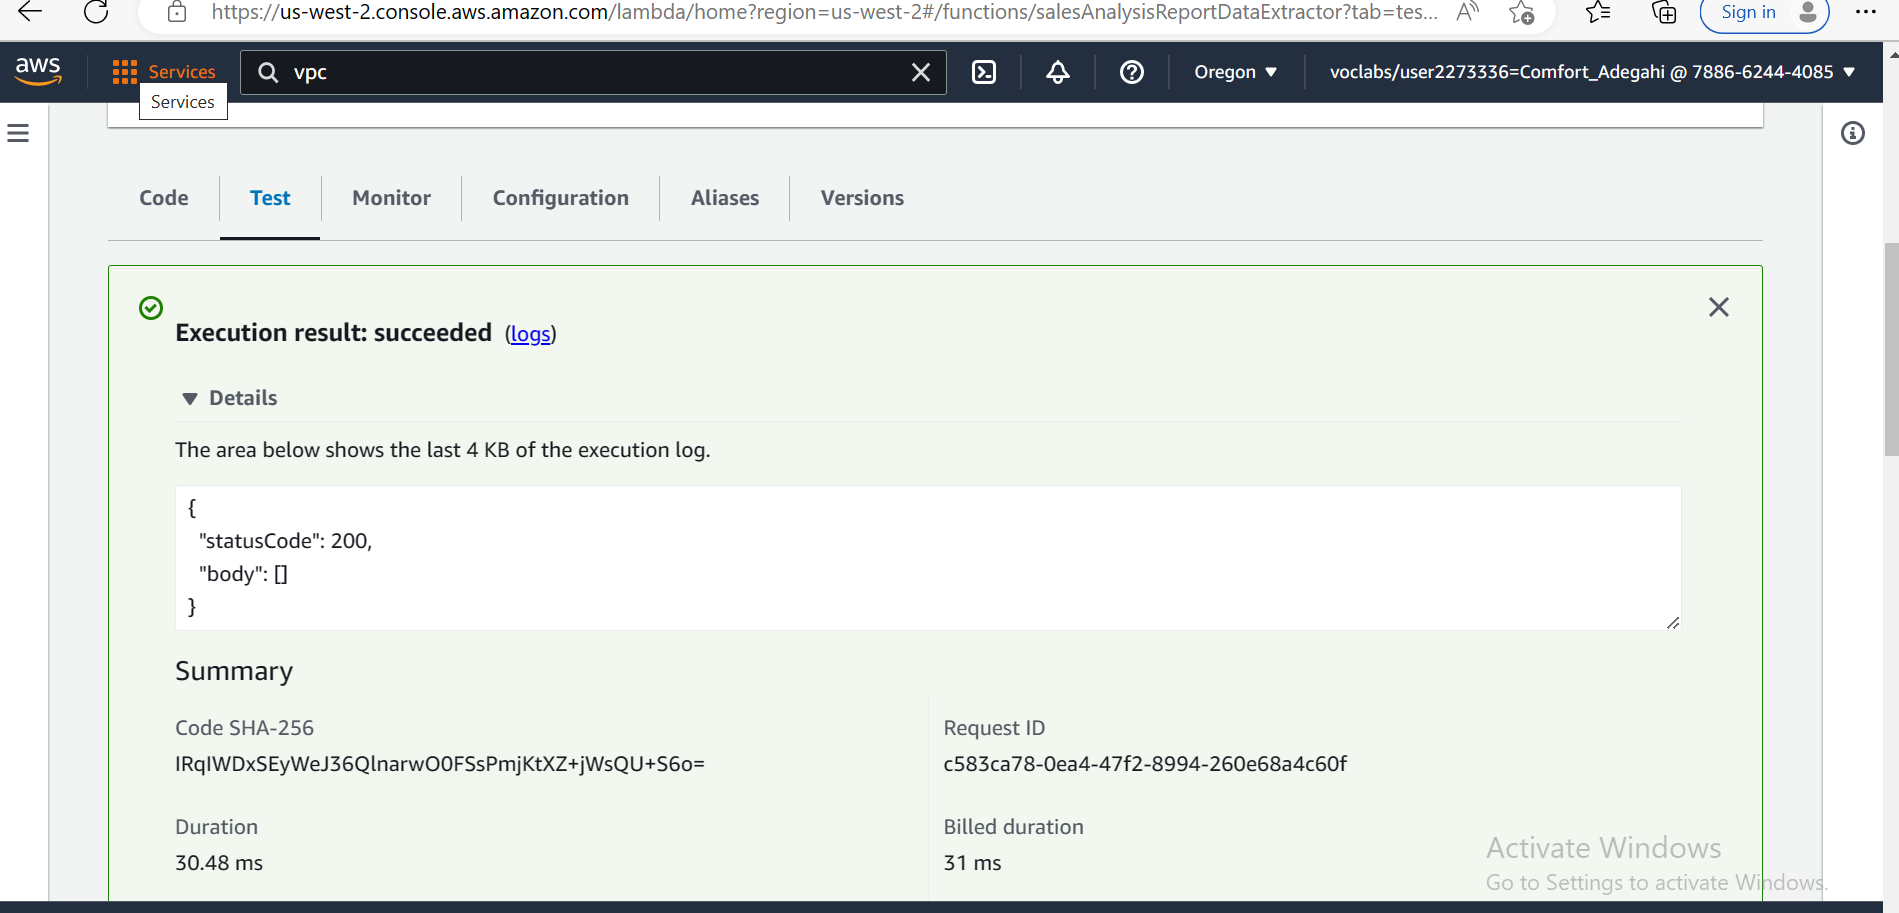 https://us-west-2.console.aws.amazon.com/lambda/home?region=us-west-2#/functions/salesAnalysisReportDataExtractor?tab=tes...
Sign in
aws
Services
vpc
Oregon ▼
voclabs/user2273336=Comfort_Adegahi @ 7886-6244-4085 ▼
Services
Code
Test
Monitor
Configuration
Aliases
Versions
Execution result: succeeded (logs)
▼ Details
The area below shows the last 4 KB of the execution log.
{
"statusCode": 200,
"body": []
}
Summary
Code SHA-256
Request ID
IRqIWDxSEyWeJ36QlnarwO0FSsPmjKtXZ+jWsQU+S6o=
c583ca78-0ea4-47f2-8994-260e68a4c60f
Duration
Billed duration
30.48 ms
31 ms
Activate Windows
Go to Settings to activate Windows.